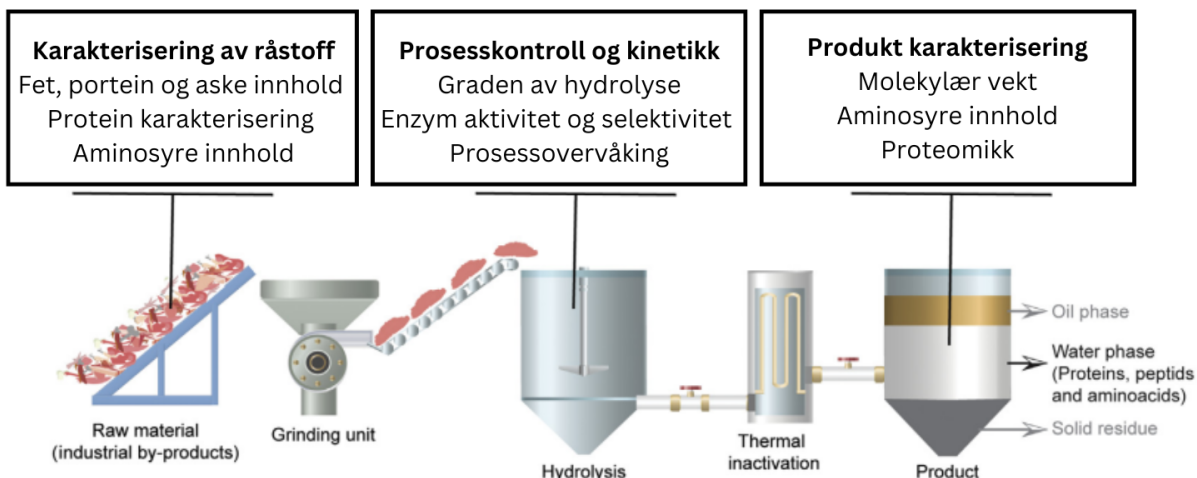 Karakterisering av råstoff
Fet, portein og aske innhold
Protein karakterisering
Aminosyre innhold
Prosesskontroll og kinetikk
Graden av hydrolyse
Enzym aktivitet og selektivitet
Prosessovervåking
Produkt karakterisering
Molekylær vekt
Aminosyre innhold
Proteomikk
Raw material
(industrial by-products)
Grinding unit
Hydrolysis
Thermal
inactivation
Product
Oil phase
Water phase
(Proteins, peptids
and aminoacids)
Solid residue